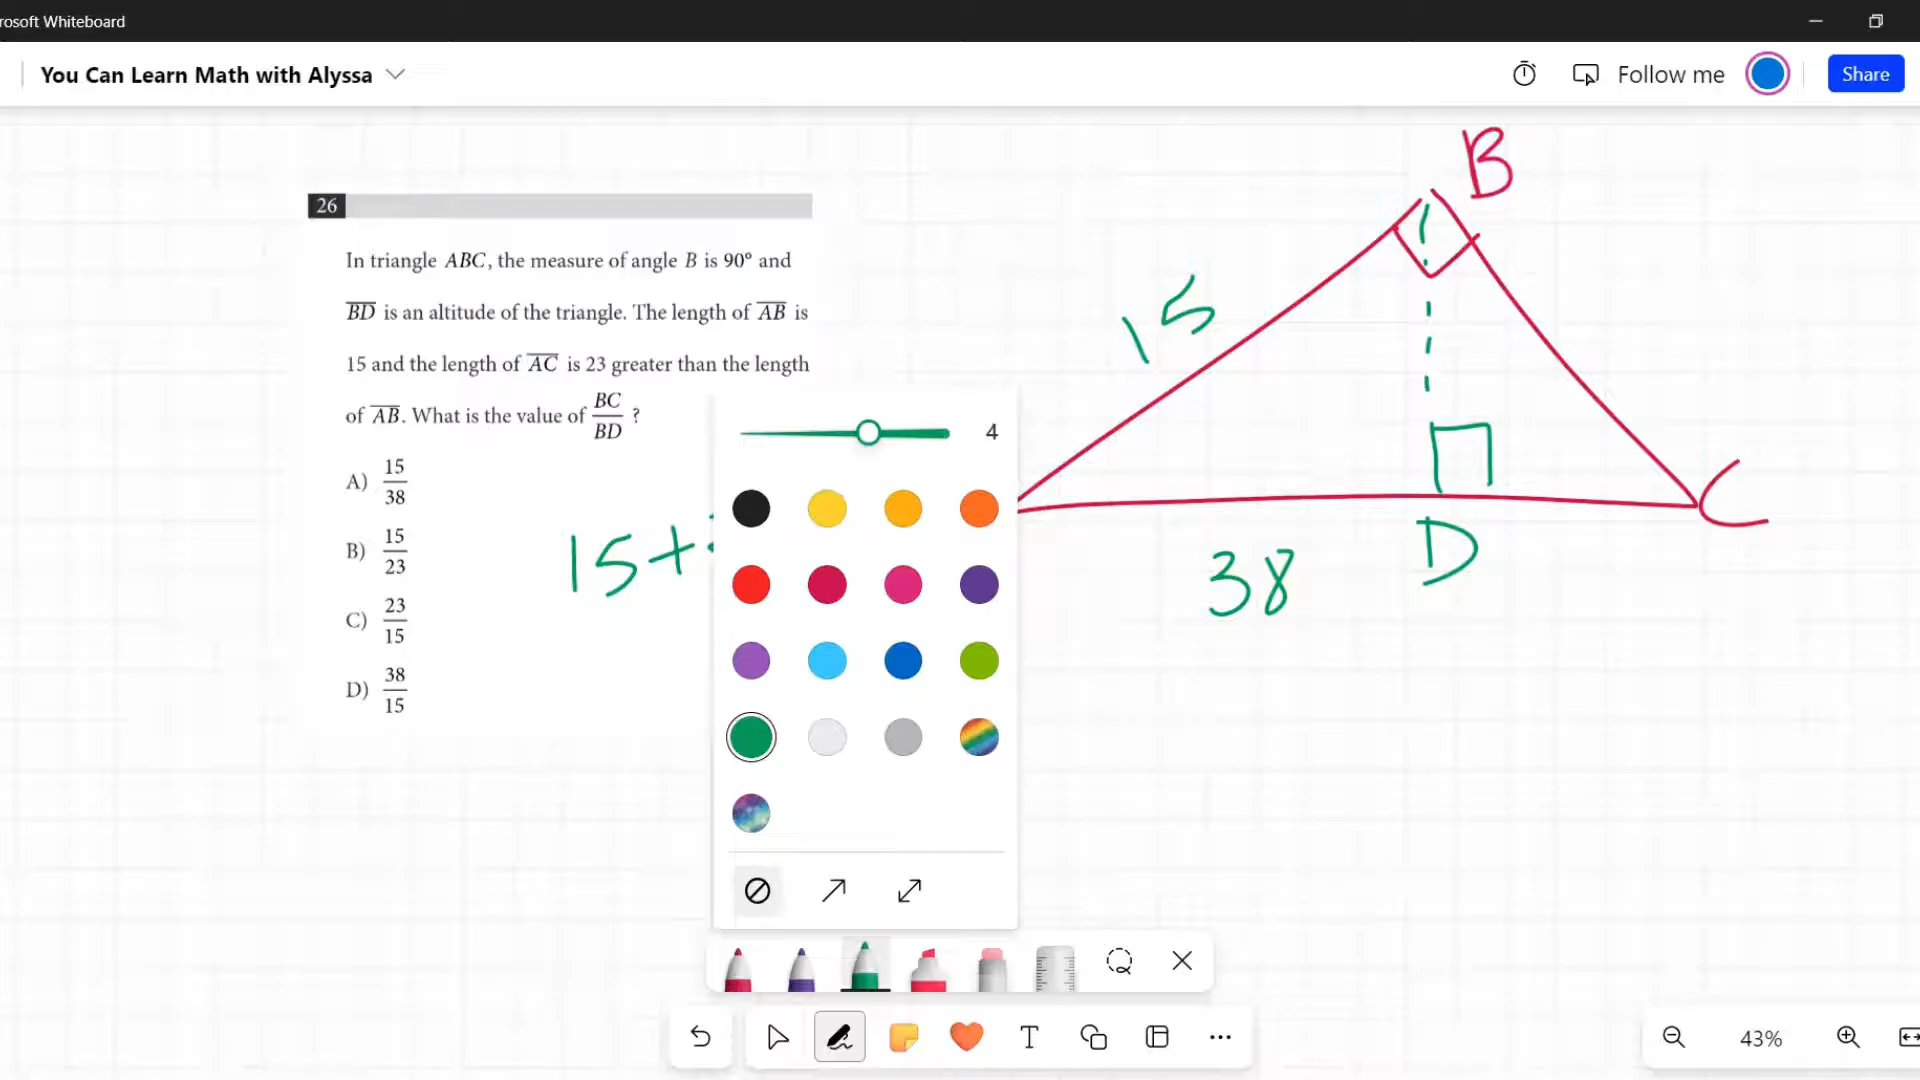 rosoft Whiteboard
You Can Learn Math with Alyssa
Follow me
Share
26
In triangle ABC, the measure of angle B is 90° and
BD is an altitude of the triangle. The length of AB is
15 and the length of AC is 23 greater than the length
of AB. What is the value of BC/BD ?
A) 15/38
B) 15/23
C) 23/15
D) 38/15
15+
4
B
15
C
D
38
T
43%